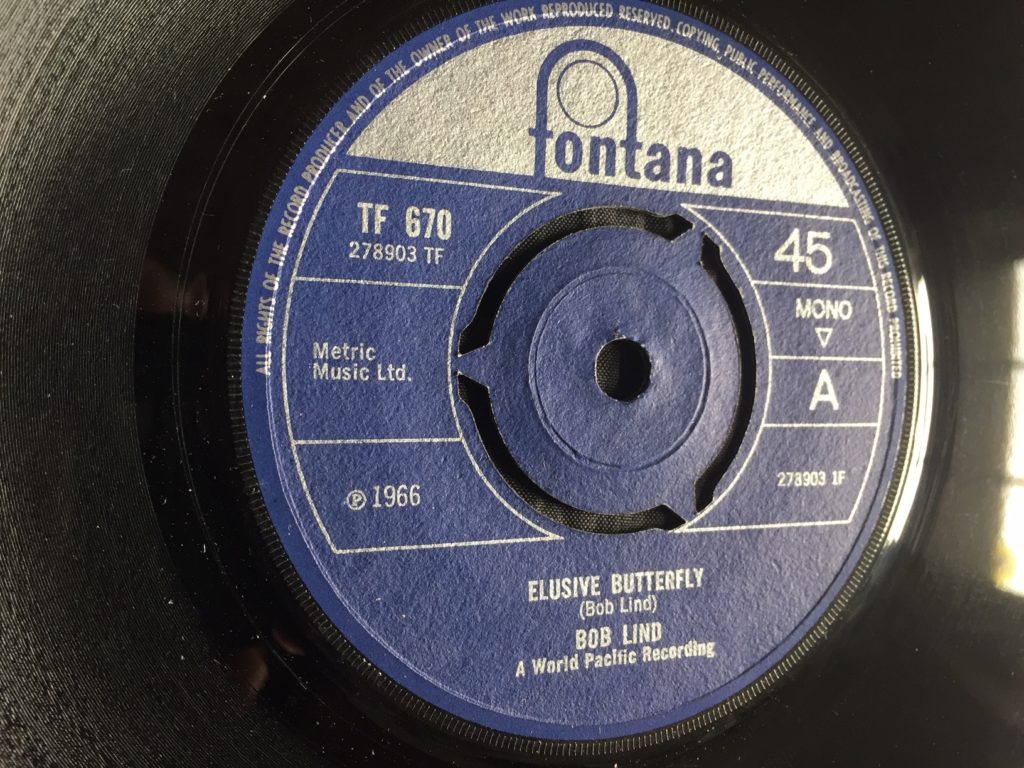 ALL RIGHTS OF THE RECORD PRODUCER AND OF THE OWNER OF THE WORK REPRODUCED RESERVED. COPYING, PUBLIC PERFORMANCE AND BROADCASTING OF THIS RECORD PROHIBITED
fontana
TF 670
278903 TF
45
MONO
Metric
Music Ltd.
A
℗ 1966
278903 1F
ELUSIVE BUTTERFLY
(Bob Lind)
BOB LIND
A World Pacific Recording